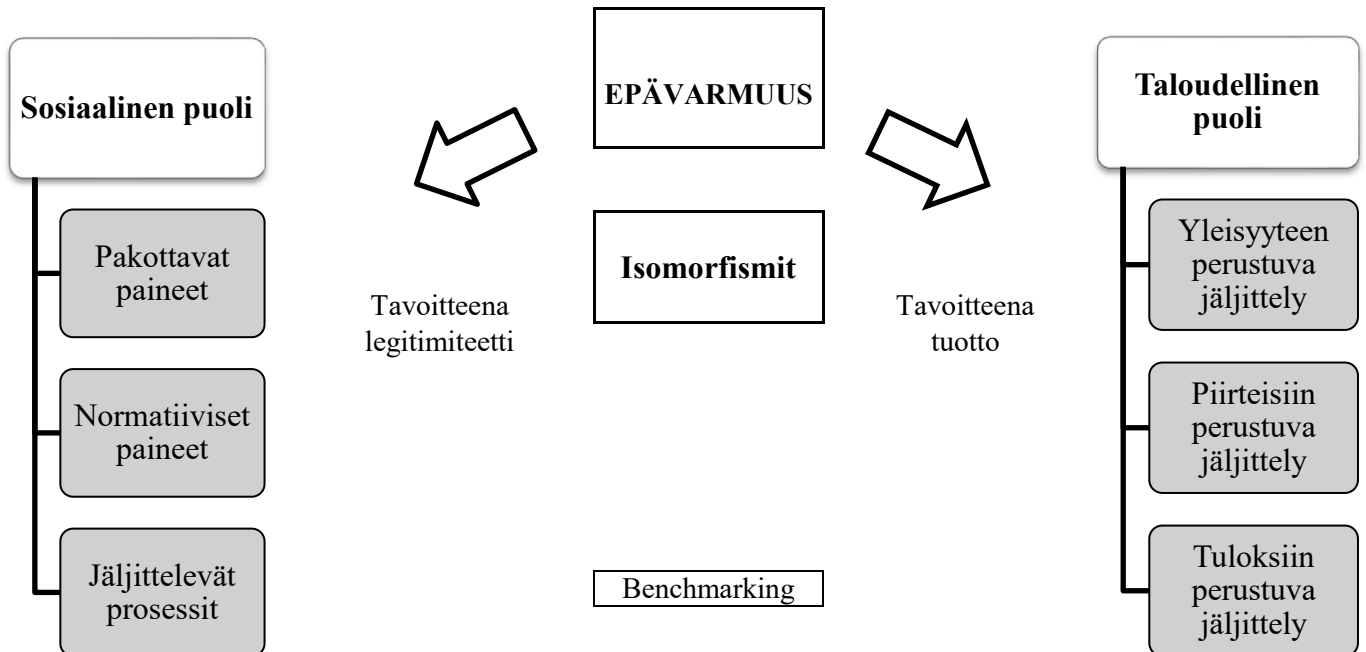 Sosiaalinen puoli
Pakottavat
paineet
Normatiiviset
paineet
Jäljittelevät
prosessit
Tavoitteena
legitimiteetti
EPÄVARMUUS
Isomorfismit
Benchmarking
Tavoitteena
tuotto
Taloudellinen
puoli
Yleisyyteen
perustuva
jäljittely
Piirteisiin
perustuva
jäljittely
Tuloksiin
perustuva
jäljittely